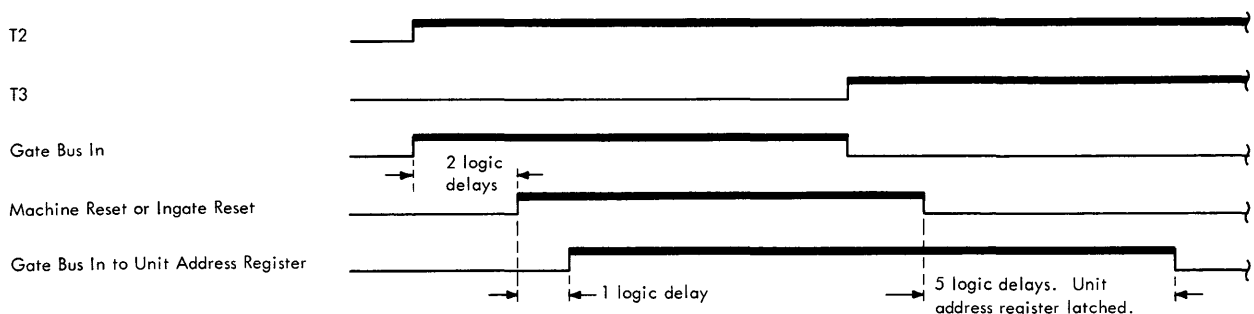 T2
T3
Gate Bus In
2 logic
delays
Machine Reset or Ingate Reset
Gate Bus In to Unit Address Register
1 logic delay
5 logic delays. Unit
address register latched.